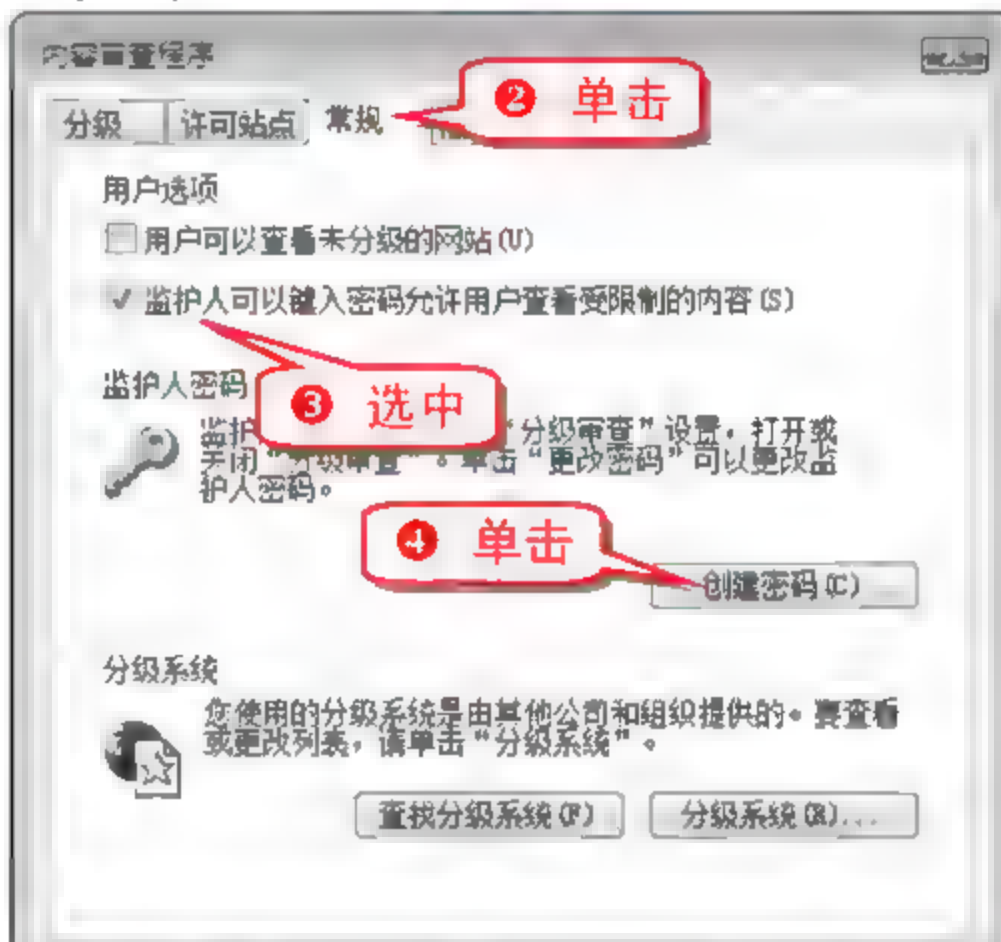 内容审查程序
分级 许可站点 常规
❷ 单击
用户选项
用户可以查看未分级的网站(U)
监护人可以键入密码允许用户查看受限制的内容(S)
监护人密码
❸ 选中
监护 “分级审查”设置，打开或
关闭“分级审查”。单击“更改密码”可以更改监
护人密码。
❹ 单击
创建密码(C)
分级系统
您使用的分级系统是由其他公司和组织提供的。要查看
或更改列表，请单击“分级系统”。
查找分级系统(F) 分级系统(R)...